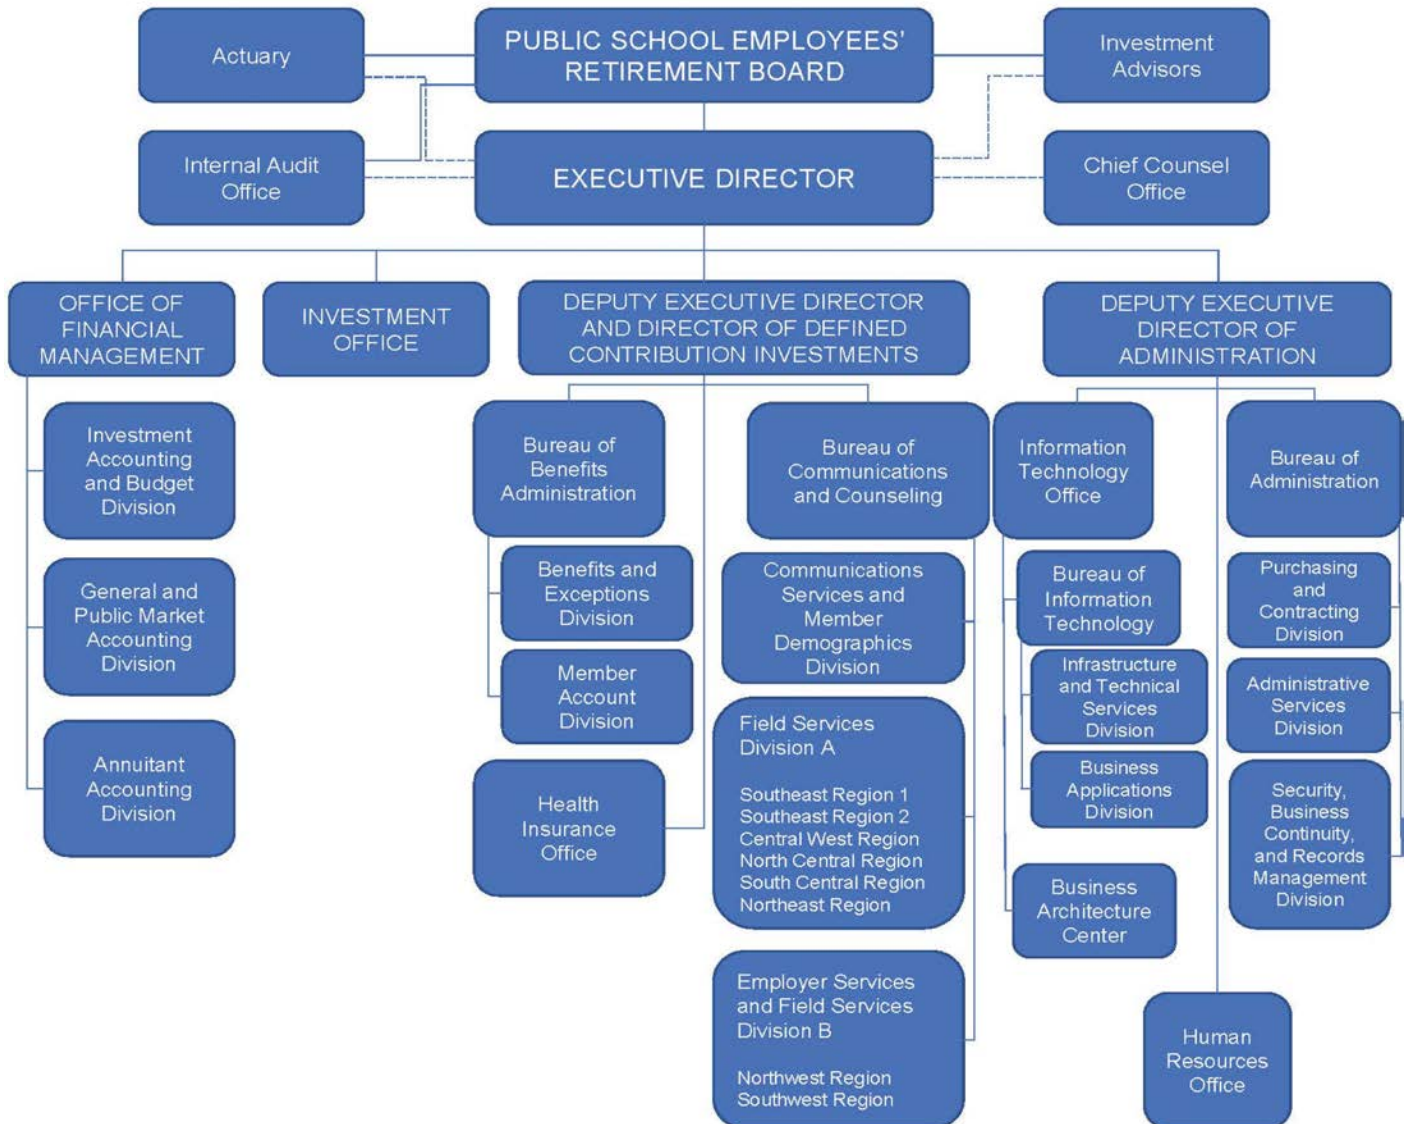 Actuary
PUBLIC SCHOOL EMPLOYEES'
RETIREMENT BOARD
Investment
Advisors
Internal Audit
Office
EXECUTIVE DIRECTOR
Chief Counsel
Office
OFFICE OF
FINANCIAL
MANAGEMENT
INVESTMENT
OFFICE
DEPUTY EXECUTIVE DIRECTOR
AND DIRECTOR OF DEFINED
CONTRIBUTION INVESTMENTS
DEPUTY EXECUTIVE
DIRECTOR OF
ADMINISTRATION
Investment
Accounting
and Budget
Division
General and
Public Market
Accounting
Division
Annuitant
Accounting
Division
Bureau of
Benefits
Administration
Benefits and
Exceptions
Division
Member
Account
Division
Health
Insurance
Office
Bureau of
Communications
and Counseling
Communications
Services and
Member
Demographics
Division
Field Services
Division A
Southeast Region 1
Southeast Region 2
Central West Region
North Central Region
South Central Region
Northeast Region
Employer Services
and Field Services
Division B
Northwest Region
Southwest Region
Information
Technology
Office
Bureau of
Information
Technology
Infrastructure
and Technical
Services
Division
Business
Applications
Division
Business
Architecture
Center
Bureau of
Administration
Purchasing
and
Contracting
Division
Administrative
Services
Division
Security,
Business
Continuity,
and Records
Management
Division
Human
Resources
Office